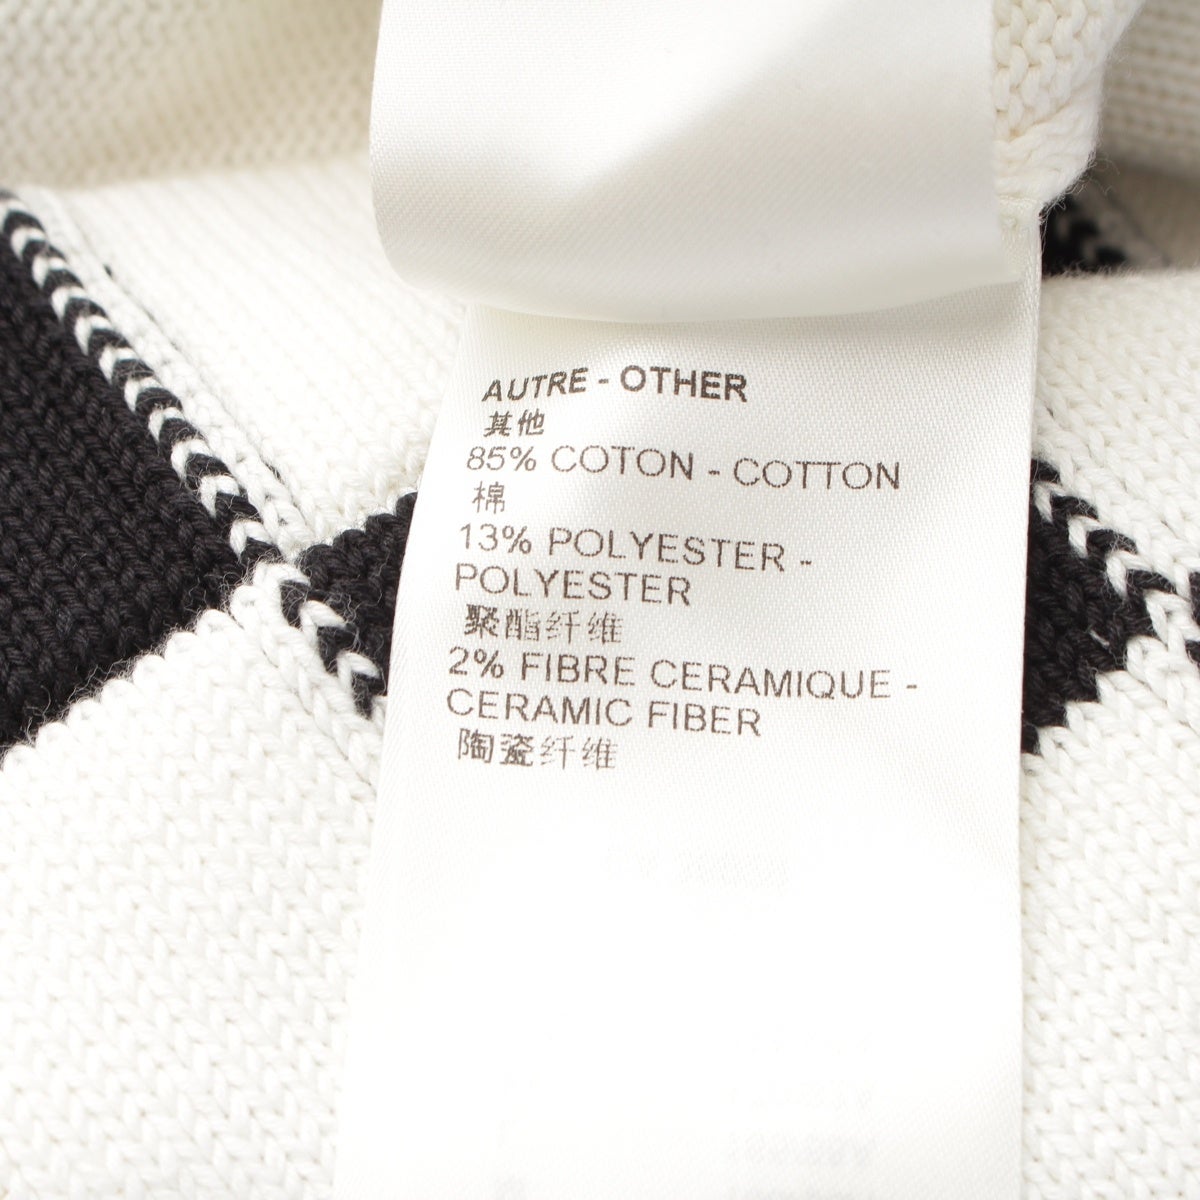 AUTRE - OTHER
其他
85% COTON - COTTON
棉
13% POLYESTER -
POLYESTER
聚酯纤维
2% FIBRE CERAMIQUE -
CERAMIC FIBER
陶瓷纤维